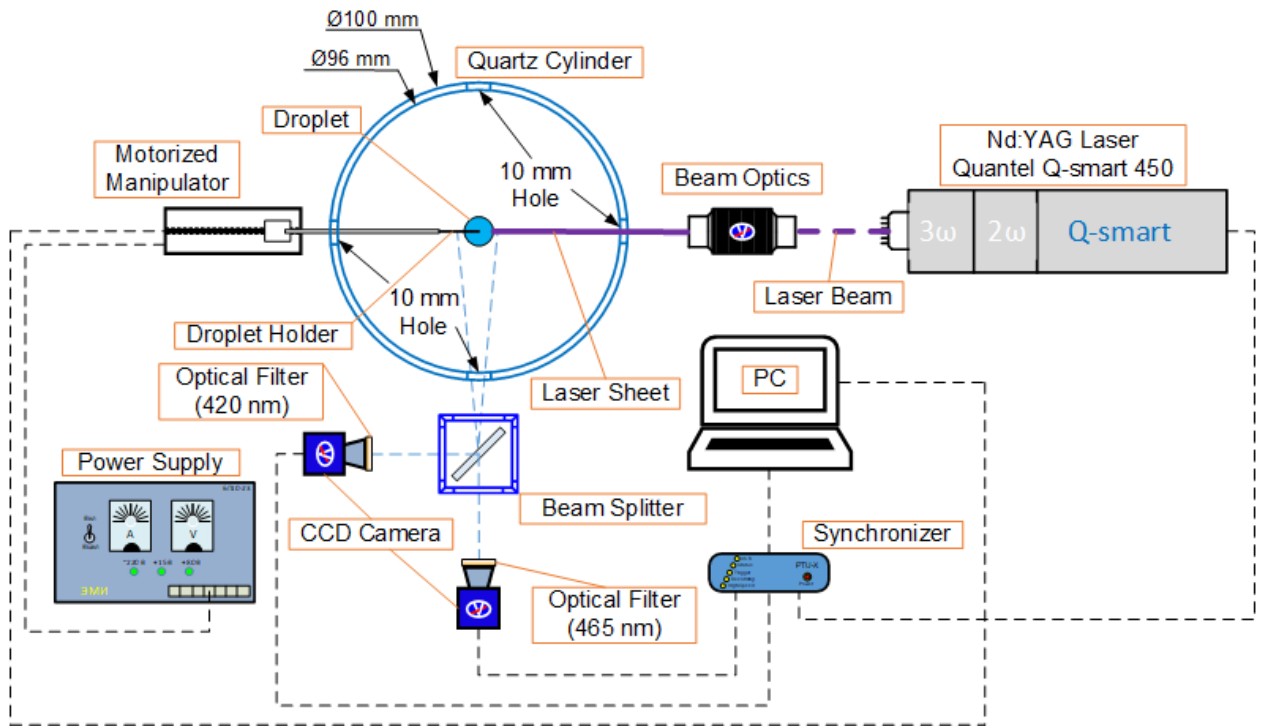 Ø100 mm
Ø96 mm
Quartz Cylinder
Droplet
Motorized
Manipulator
10 mm
Hole
Beam Optics
Nd:YAG Laser
Quantel Q-smart 450
3ω
2ω
Q-smart
Laser Beam
10 mm
Hole
Droplet Holder
Laser Sheet
Optical Filter
(420 nm)
PC
Power Supply
A
V
ЭМИ
Beam Splitter
CCD Camera
Synchronizer
PTU-X
Optical Filter
(465 nm)